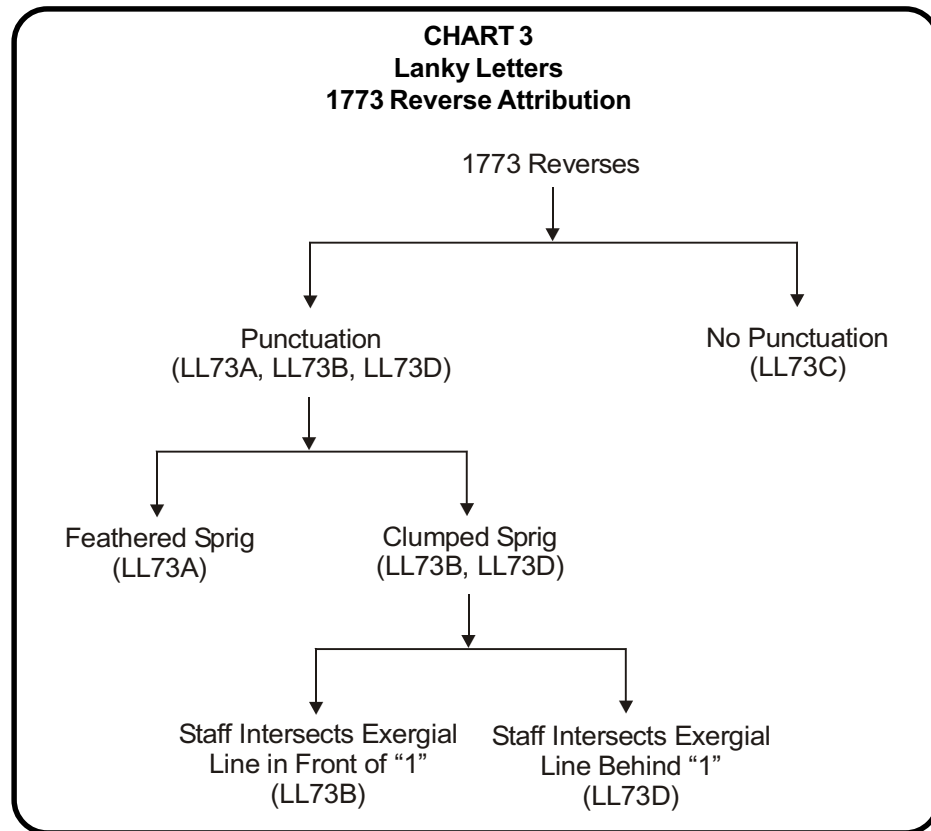 CHART 3
Lanky Letters
1773 Reverse Attribution
1773 Reverses
Punctuation
(LL73A, LL73B, LL73D)
No Punctuation
(LL73C)
Feathered Sprig
(LL73A)
Clumped Sprig
(LL73B, LL73D)
Staff Intersects Exergial
Line in Front of “1”
(LL73B)
Staff Intersects Exergial
Line Behind “1”
(LL73D)